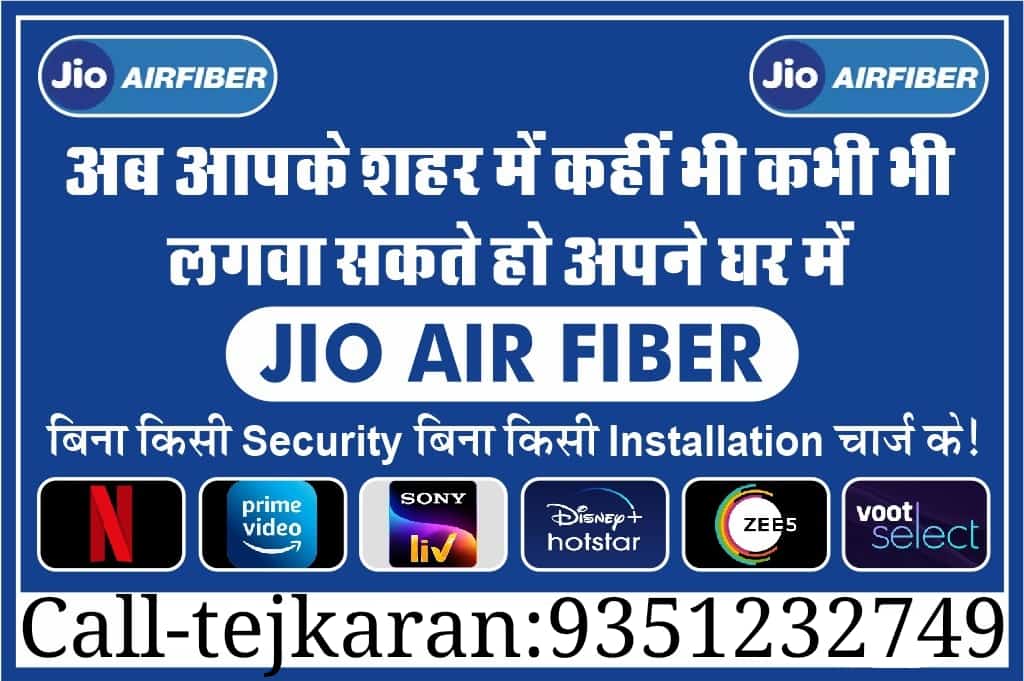 Jio AIRFIBER
Jio AIRFIBER
अब आपके शहर में कहीं भी कभी भी
लगवा सकते हो अपने घर में
JIO AIR FIBER
बिना किसी Security बिना किसी Installation चार्ज के!
N
prime video
SONY liv
Disney+ hotstar
ZEE5
voot select
Call-tejkaran:9351232749